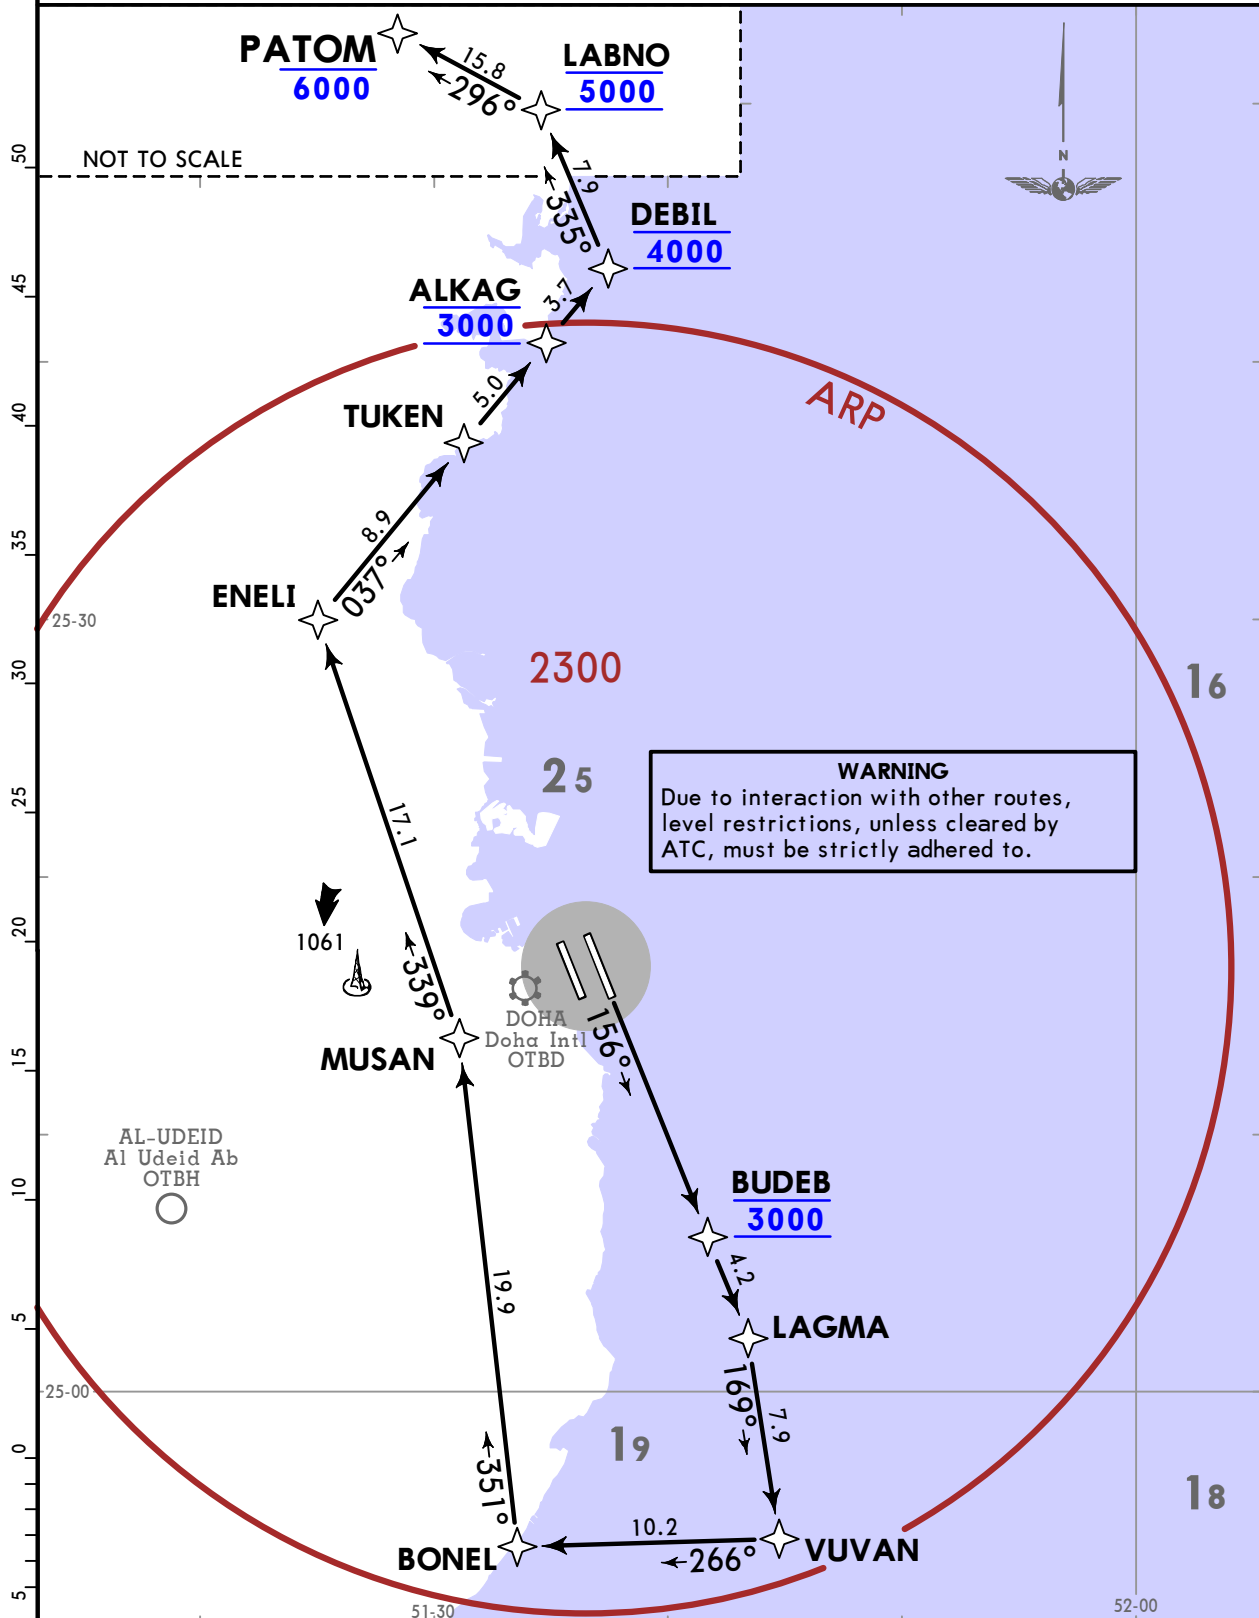 PATOM
6000
15.8
296°
LABNO
5000
NOT TO SCALE
N
7.9
335°
DEBIL
4000
ALKAG
3000
3.7
ARP
TUKEN
5.0
8.9
037°
ENELI
25-30
2300
16
25
WARNING
Due to interaction with other routes,
level restrictions, unless cleared by
ATC, must be strictly adhered to.
17.1
1061
339°
DOHA
Doha Intl
OTBD
156°
MUSAN
AL-UDEID
Al Udeid Ab
OTBH
BUDEB
3000
4.2
LAGMA
19.9
169°
7.9
25-00
19
18
351°
10.2
266°
BONEL
VUVAN
51-30
52-00
50
45
40
35
30
25
20
15
10
5
0
5